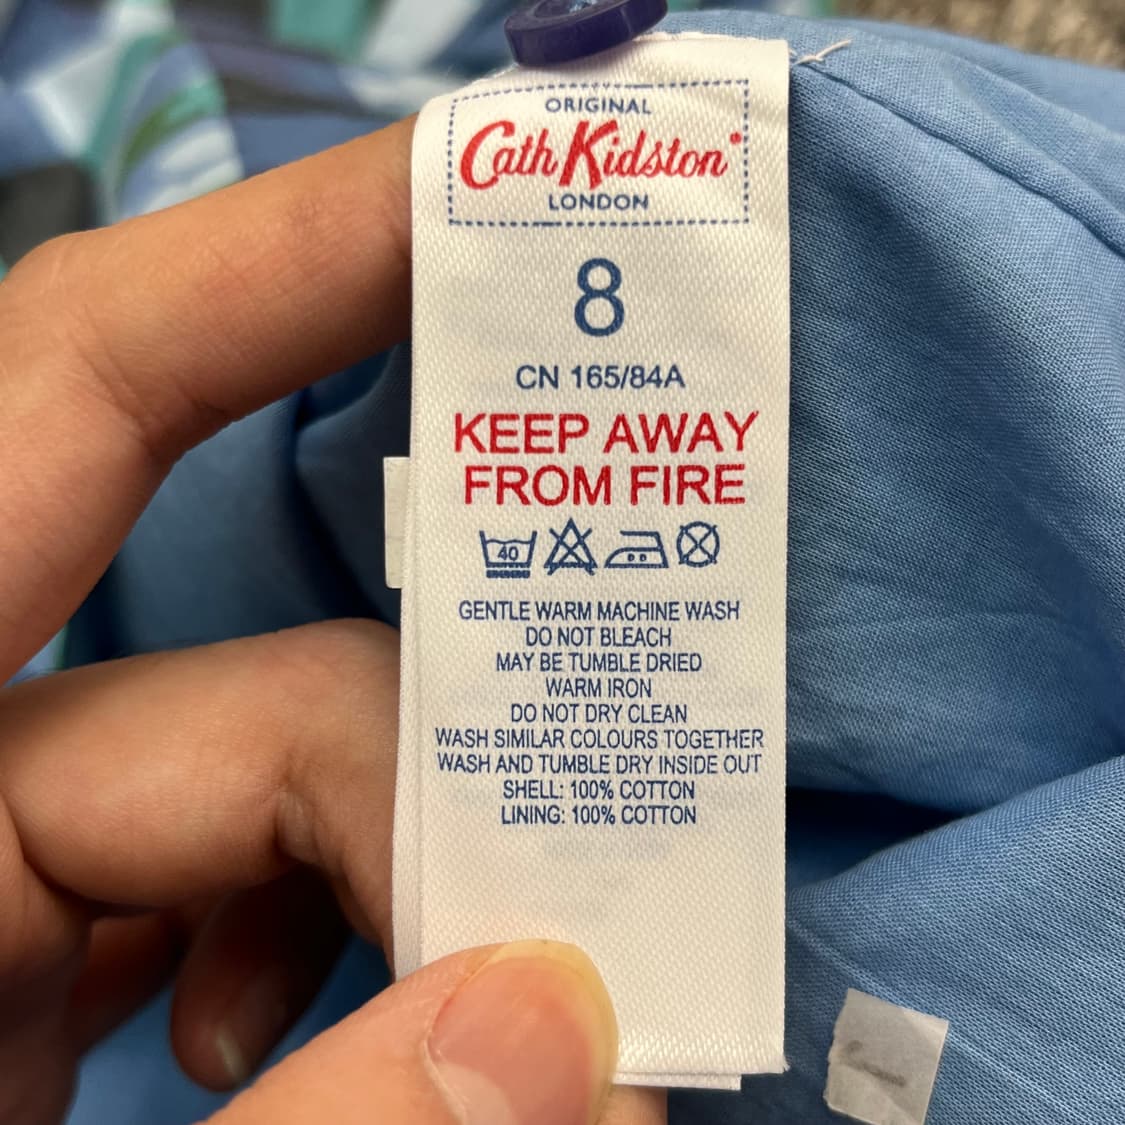 ORIGINAL
Cath Kidston
LONDON
8
CN 165/84A
KEEP AWAY
FROM FIRE
40
GENTLE WARM MACHINE WASH
DO NOT BLEACH
MAY BE TUMBLE DRIED
WARM IRON
DO NOT DRY CLEAN
WASH SIMILAR COLOURS TOGETHER
WASH AND TUMBLE DRY INSIDE OUT
SHELL: 100% COTTON
LINING: 100% COTTON